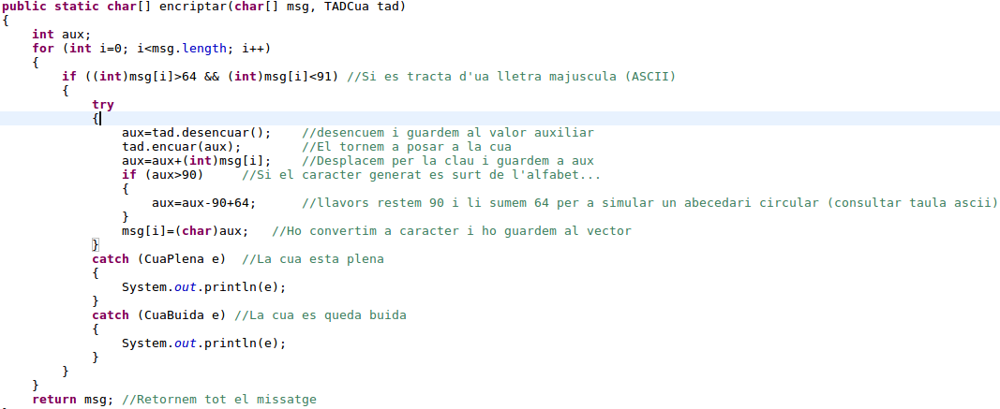 public static char[] encriptar(char[] msg, TADCua tad)
{
    int aux;
    for (int i=0; i<msg.length; i++)
    {
        if ((int)msg[i]>64 && (int)msg[i]<91) //Si es tracta d'ua lletra majuscula (ASCII)
        {
            try
            {
                aux=tad.desencuar();    //desencuem i guardem al valor auxiliar
                tad.encuar(aux);        //El tornem a posar a la cua
                aux=aux+(int)msg[i];    //Desplacem per la clau i guardem a aux
                if (aux>90)     //Si el caracter generat es surt de l'alfabet...
                {
                    aux=aux-90+64;      //llavors restem 90 i li sumem 64 per a simular un abecedari circular (consultar taula ascii)
                }
                msg[i]=(char)aux;   //Ho convertim a caracter i ho guardem al vector
            }
            catch (CuaPlena e)  //La cua esta plena
            {
                System.out.println(e);
            }
            catch (CuaBuida e) //La cua es queda buida
            {
                System.out.println(e);
            }
        }
    }
    return msg; //Retornem tot el missatge